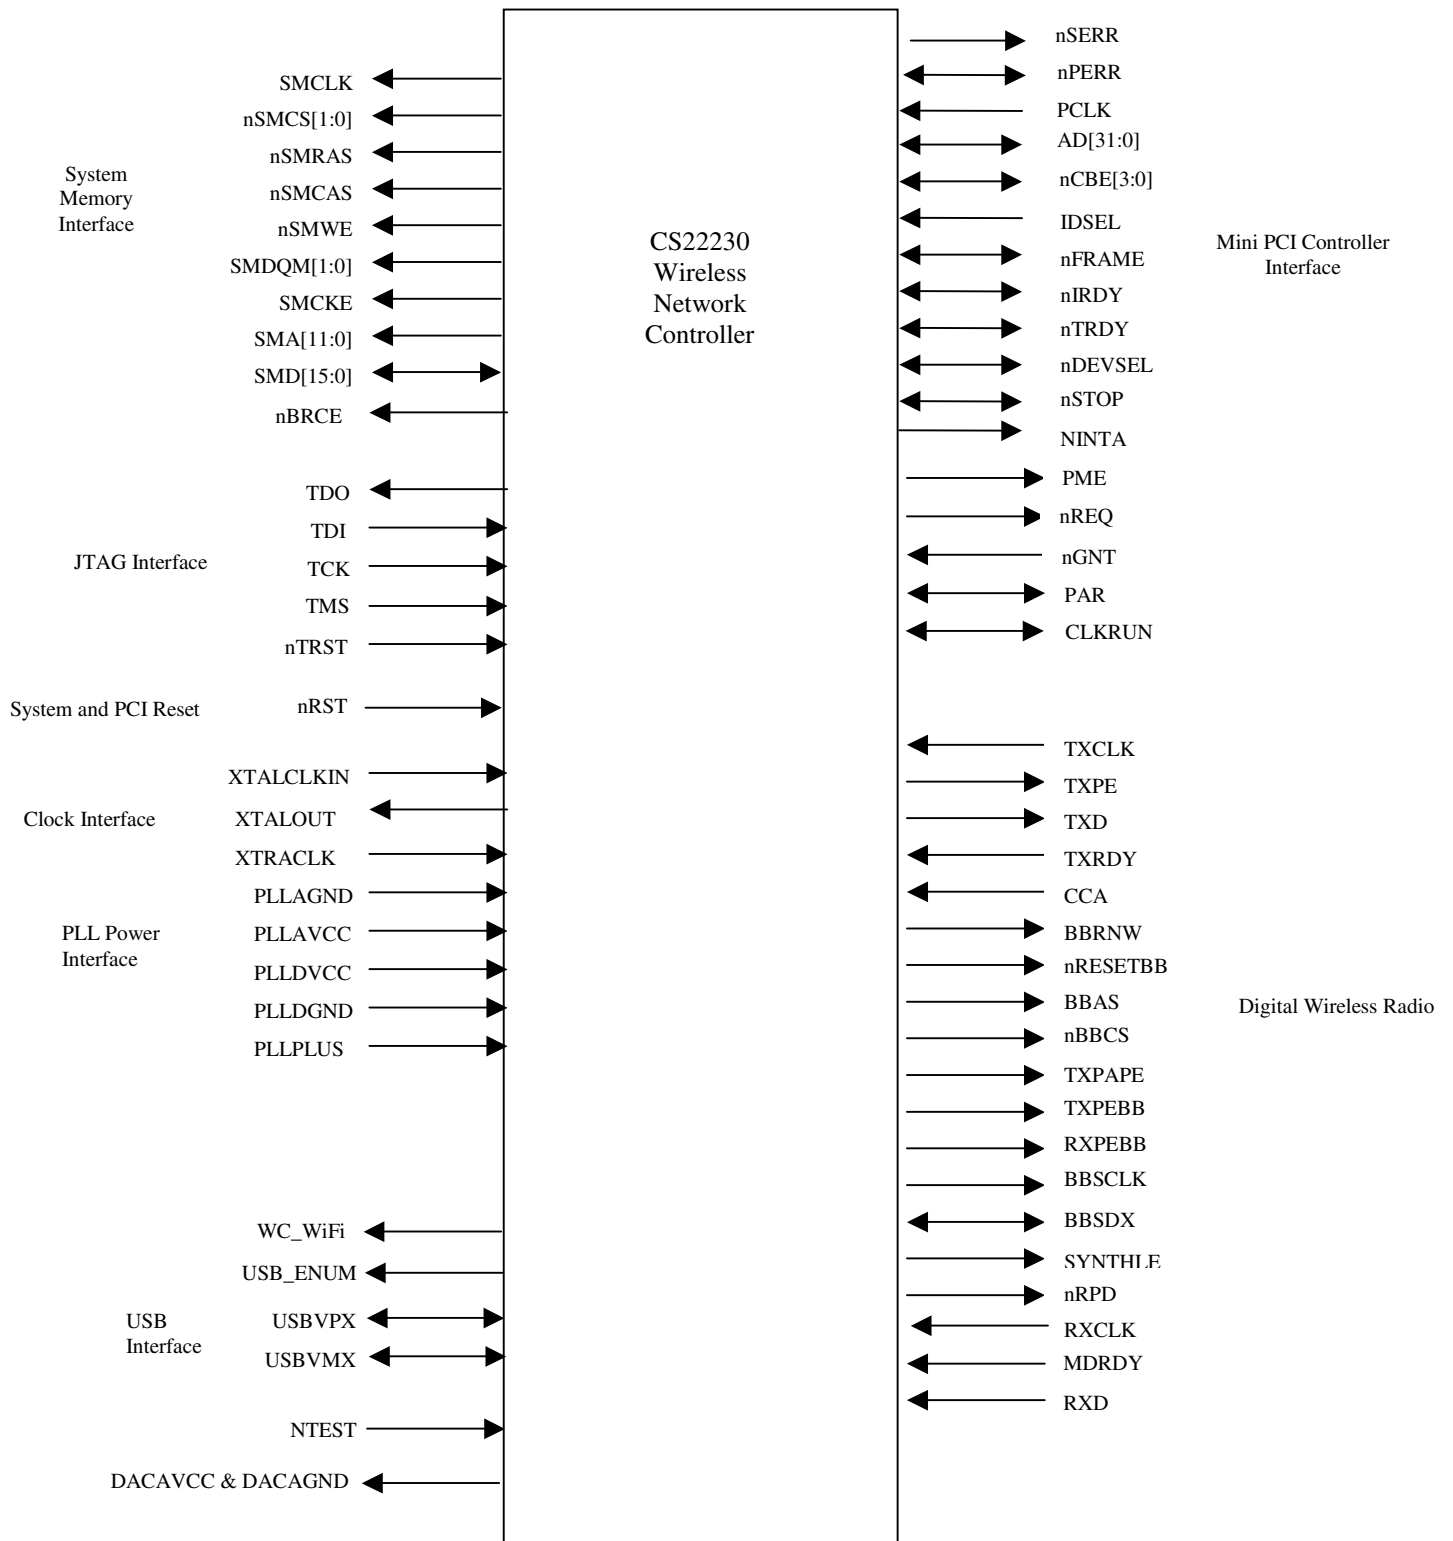 SMCLK
nSMCS[1:0]
nSMRAS
nSMCAS
nSMWE
SMDQM[1:0]
SMCKE
SMA[11:0]
SMD[15:0]
nBRCE
System
Memory
Interface
TDO
TDI
TCK
TMS
nTRST
JTAG Interface
System and PCI Reset
nRST
XTALCLKIN
XTALOUT
XTRACLK
Clock Interface
PLLAGND
PLLAVCC
PLLDVCC
PLLDGND
PLLPLUS
PLL Power
Interface
WC_WiFi
USB_ENUM
USBVPX
USBVMX
USB
Interface
NTEST
DACAVCC & DACAGND
CS22230
Wireless
Network
Controller
nSERR
nPERR
PCLK
AD[31:0]
nCBE[3:0]
IDSEL
nFRAME
nIRDY
nTRDY
nDEVSEL
nSTOP
NINTA
PME
nREQ
nGNT
PAR
CLKRUN
Mini PCI Controller
Interface
TXCLK
TXPE
TXD
TXRDY
CCA
BBRNW
nRESETBB
BBAS
nBBCS
TXPAPE
TXPEBB
RXPEBB
BBSCLK
BBSDX
SYNTHLE
nRPD
RXCLK
MDRDY
RXD
Digital Wireless Radio